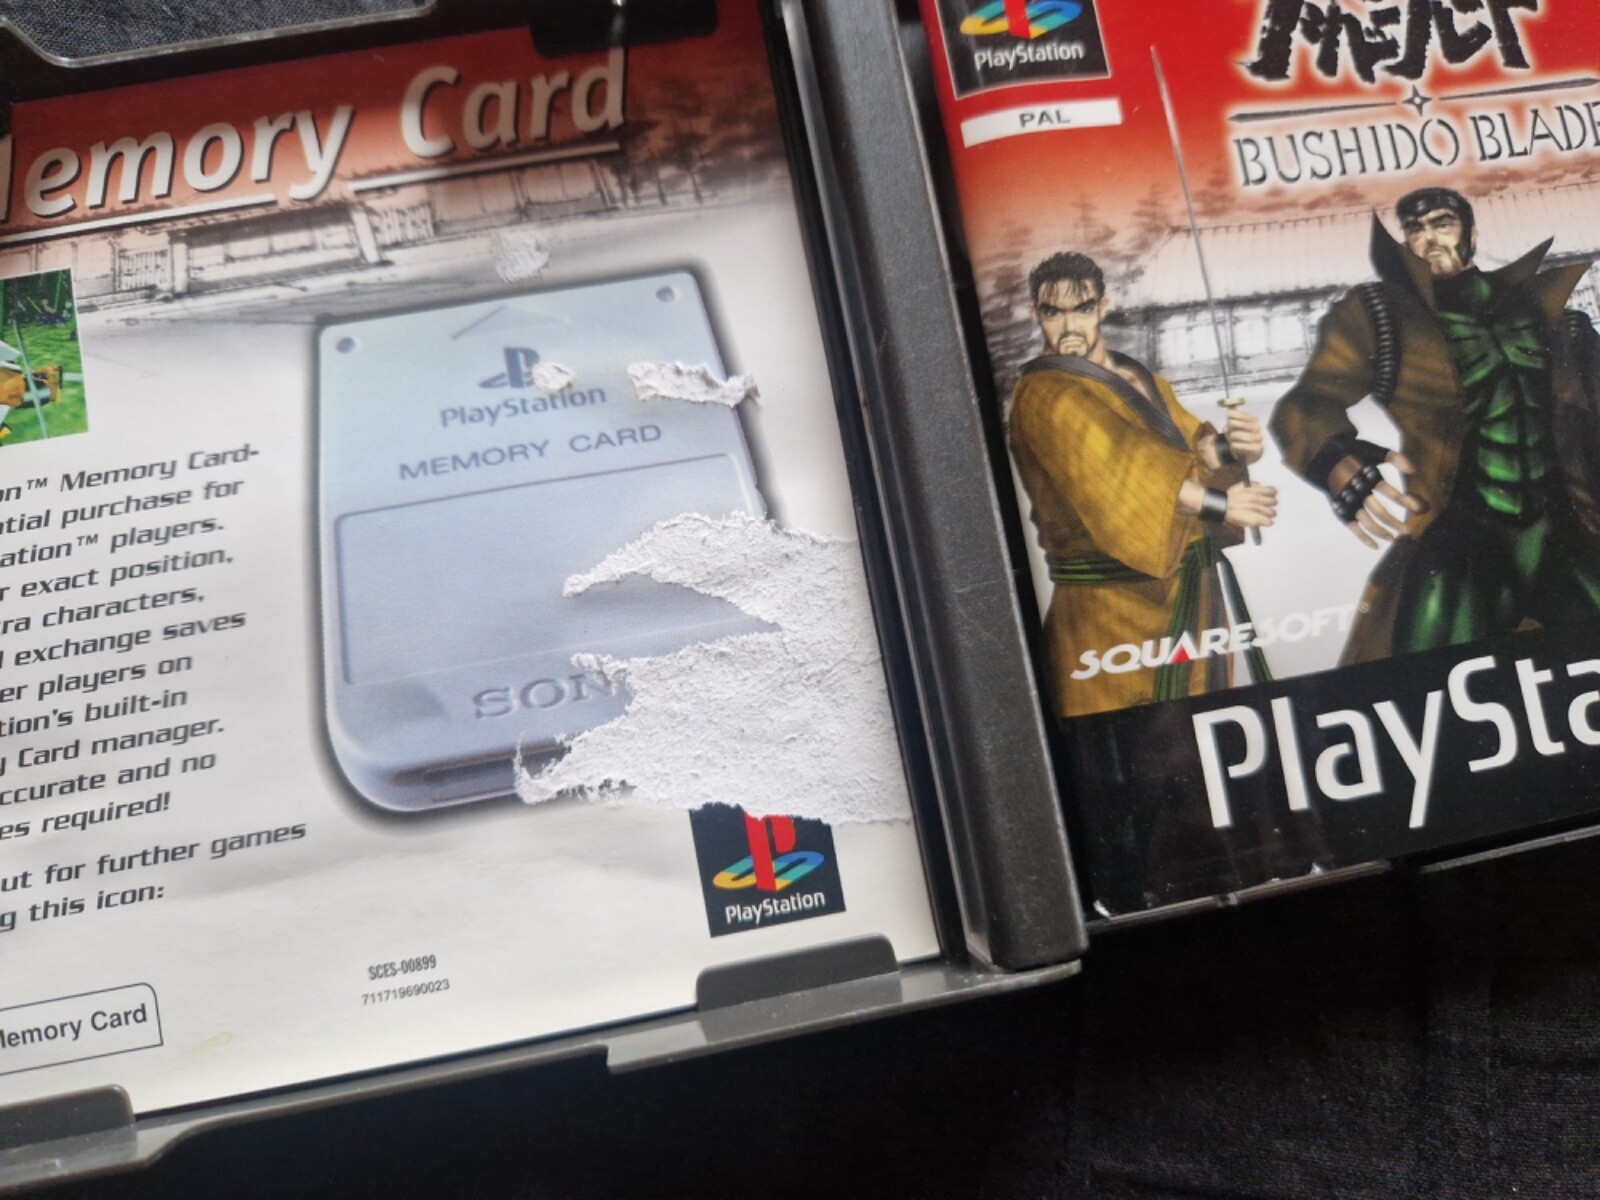 Memory Card
PlayStation
MEMORY CARD
SON
on™ Memory Card-
ntial purchase for
ation™ players.
r exact position,
ra characters,
l exchange saves
er players on
tion's built-in
y Card manager.
ccurate and no
es required!
ut for further games
g this icon:
Memory Card
SCES-00899
711719690023
PlayStation
PlayStation
PAL
BUSHIDO BLADE
SQUARESOFT®
PlaySta